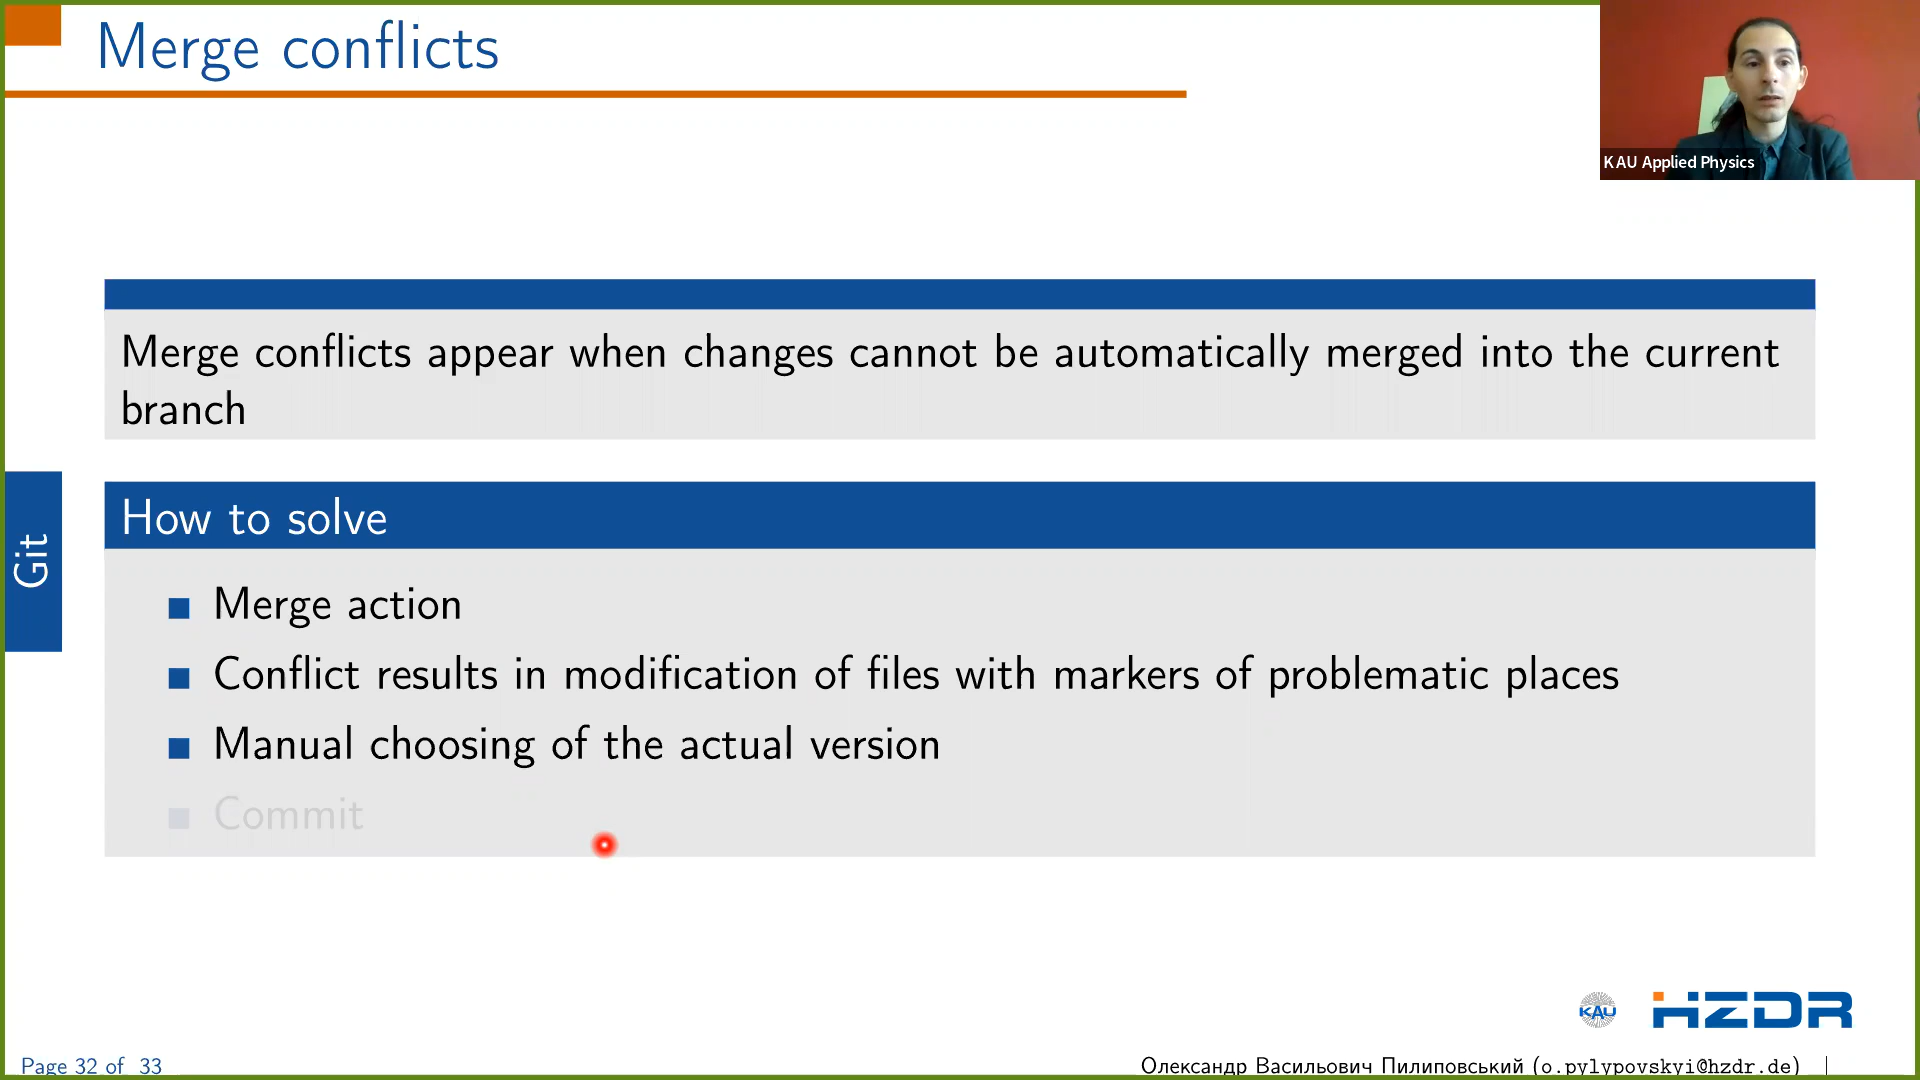 Merge conflicts
KAU Applied Physics
Merge conflicts appear when changes cannot be automatically merged into the current
branch
Git
How to solve
Merge action
Conflict results in modification of files with markers of problematic places
Manual choosing of the actual version
Commit
KAU
HZDR
Page 32 of 33
Олександр Васильович Пилиповський (o.pylypovskyi@hzdr.de)